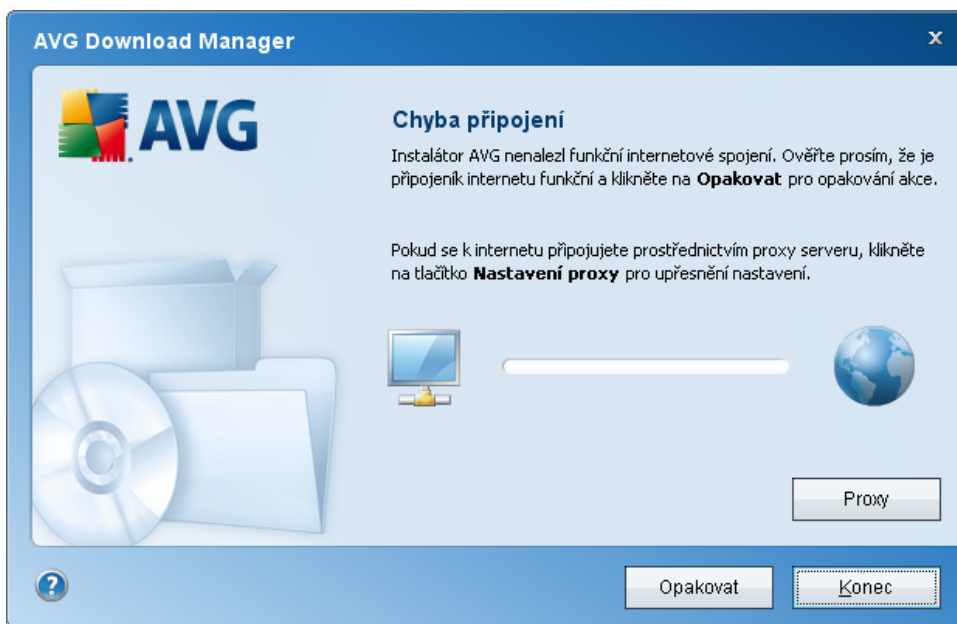 AVG Download Manager
x
AVG
Chyba připojení
Instalátor AVG nenalezl funkční internetové spojení. Ověřte prosím, že je
připojeník internetu funkční a klikněte na Opakovat pro opakování akce.
Pokud se k internetu připojujete prostřednictvím proxy serveru, klikněte
na tlačítko Nastavení proxy pro upřesnění nastavení.
Proxy
?
Opakovat
Konec